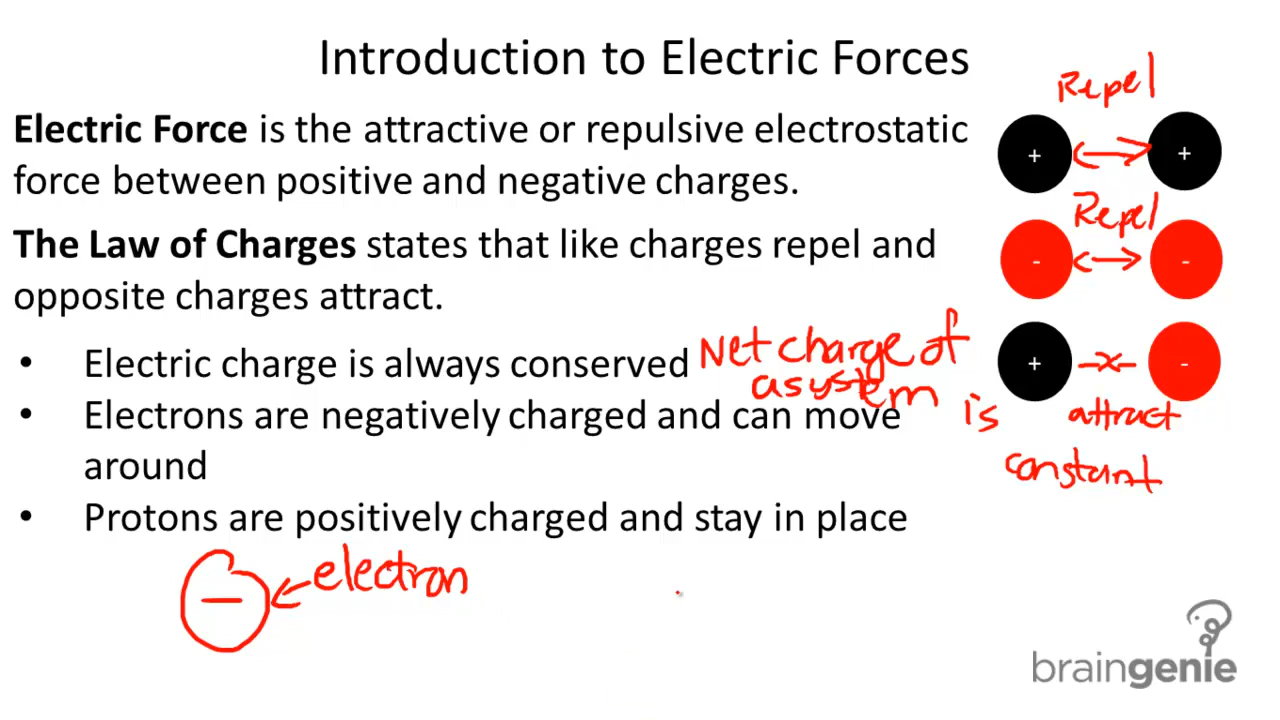 Introduction to Electric Forces
Electric Force is the attractive or repulsive electrostatic
force between positive and negative charges.
The Law of Charges states that like charges repel and
opposite charges attract.
• Electric charge is always conserved
Net charge of
a system
is
constant
• Electrons are negatively charged and can move
around
• Protons are positively charged and stay in place
electron
−
Repel
+ +
Repel
- -
+ -
attract
braingenie